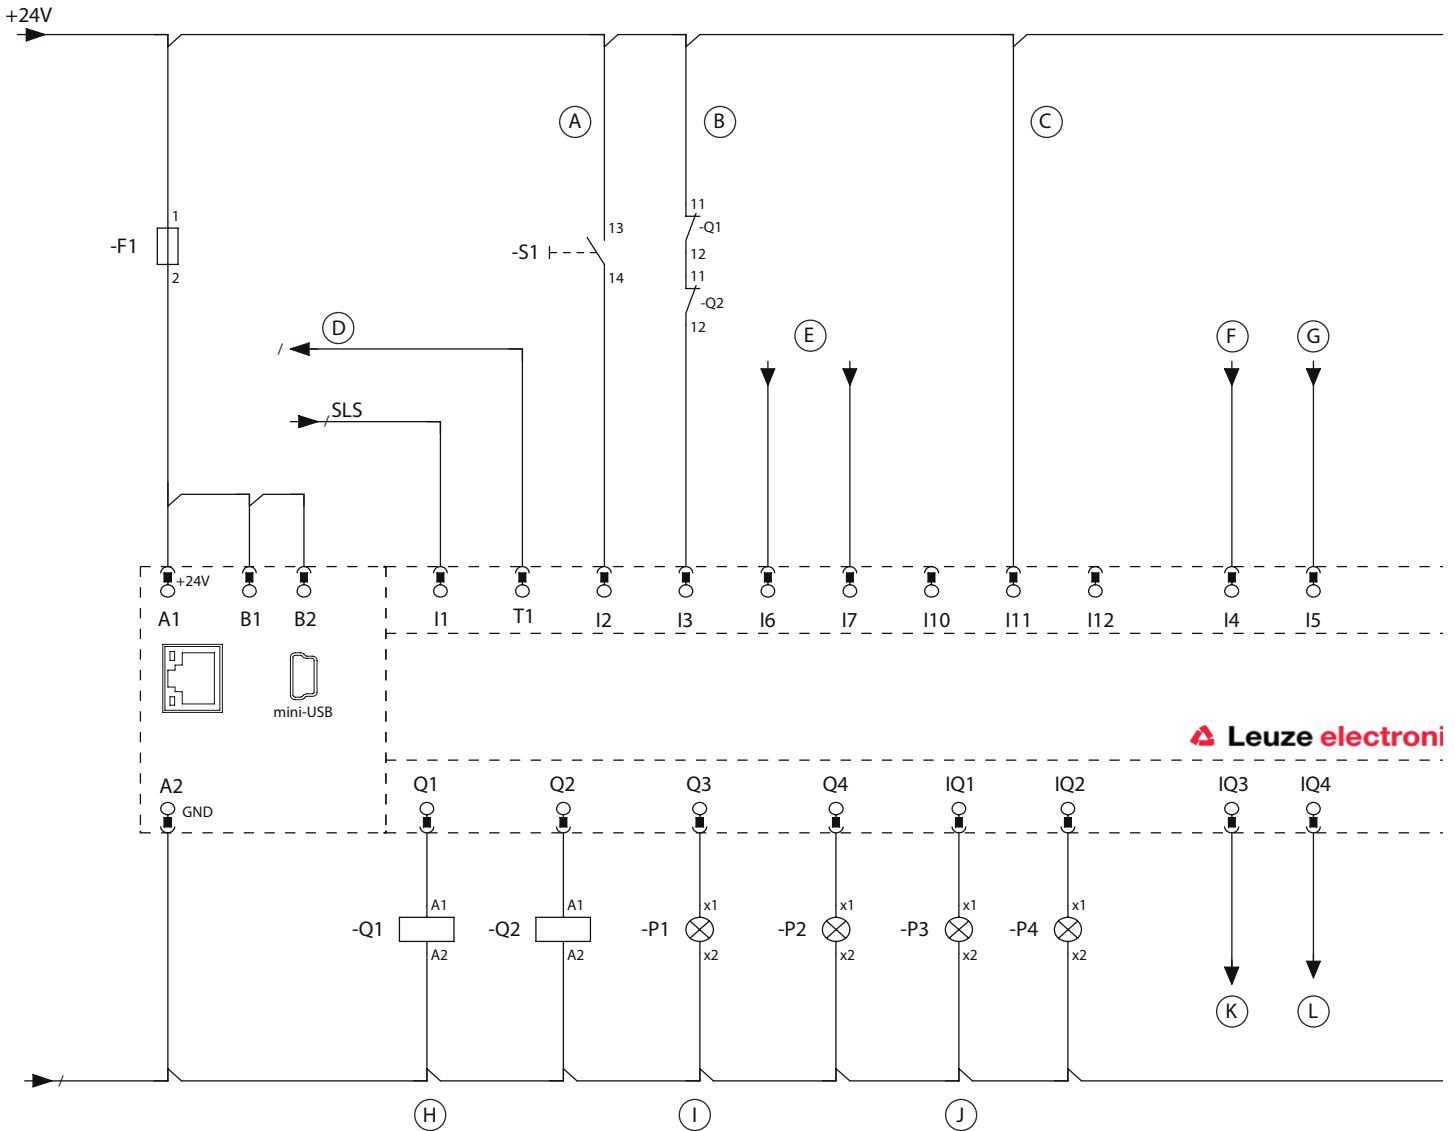 +24V
A
B
C
11
-Q1
12
1
-F1
2
13
-S1
14
11
-Q2
12
D
E
F
G
SLS
+24V
A1
B1
B2
I1
T1
I2
I3
I6
I7
I10
I11
I12
I4
I5
mini-USB
Leuze electroni
A2
GND
Q1
Q2
Q3
Q4
IQ1
IQ2
IQ3
IQ4
A1
A1
x1
x1
x1
x1
-Q1
-Q2
-P1
-P2
-P3
-P4
A2
A2
x2
x2
x2
x2
K
L
H
I
J